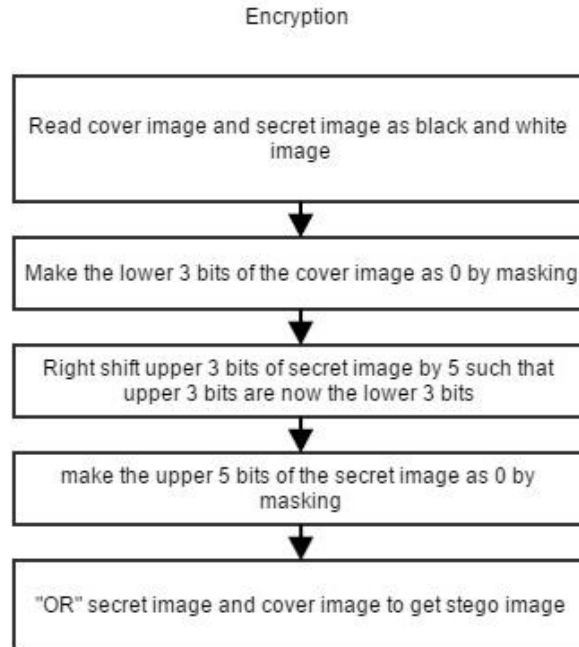 Encryption
Read cover image and secret image as black and white
image
Make the lower 3 bits of the cover image as 0 by masking
Right shift upper 3 bits of secret image by 5 such that
upper 3 bits are now the lower 3 bits
make the upper 5 bits of the secret image as 0 by
masking
"OR" secret image and cover image to get stego image